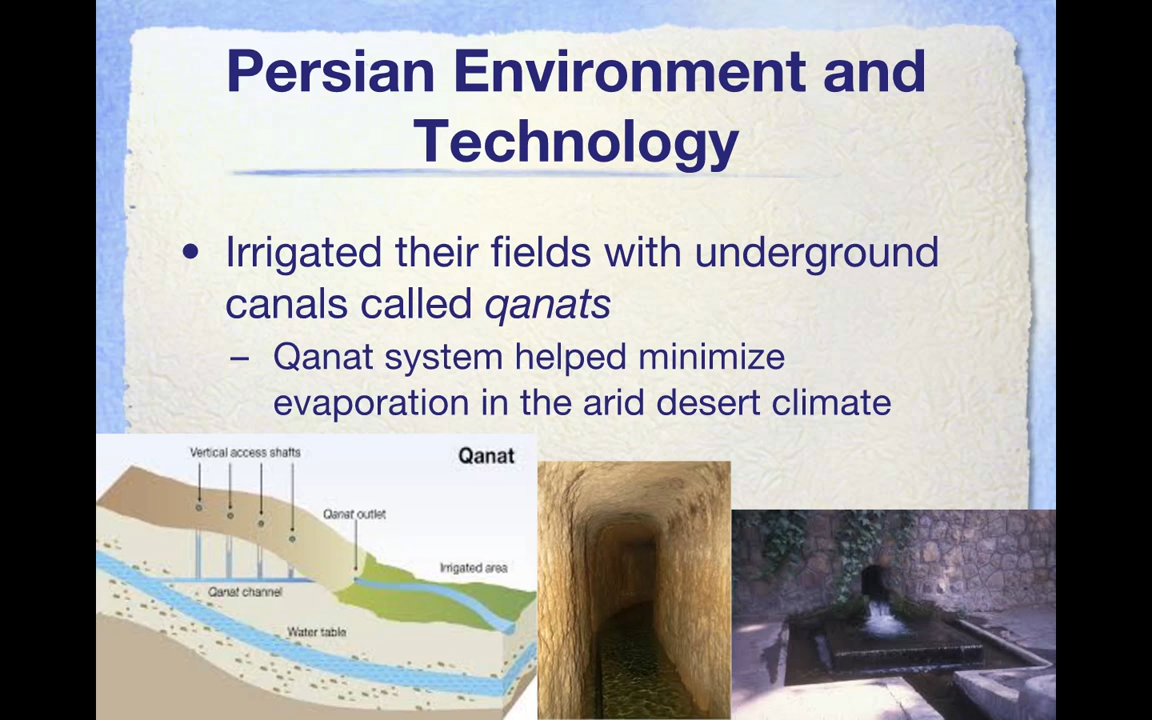 Persian Environment and
Technology
• Irrigated their fields with underground
canals called qanats
– Qanat system helped minimize
evaporation in the arid desert climate
Vertical access shafts
Qanat
Qanat outlet
Irrigated area
Qanat channel
Water table